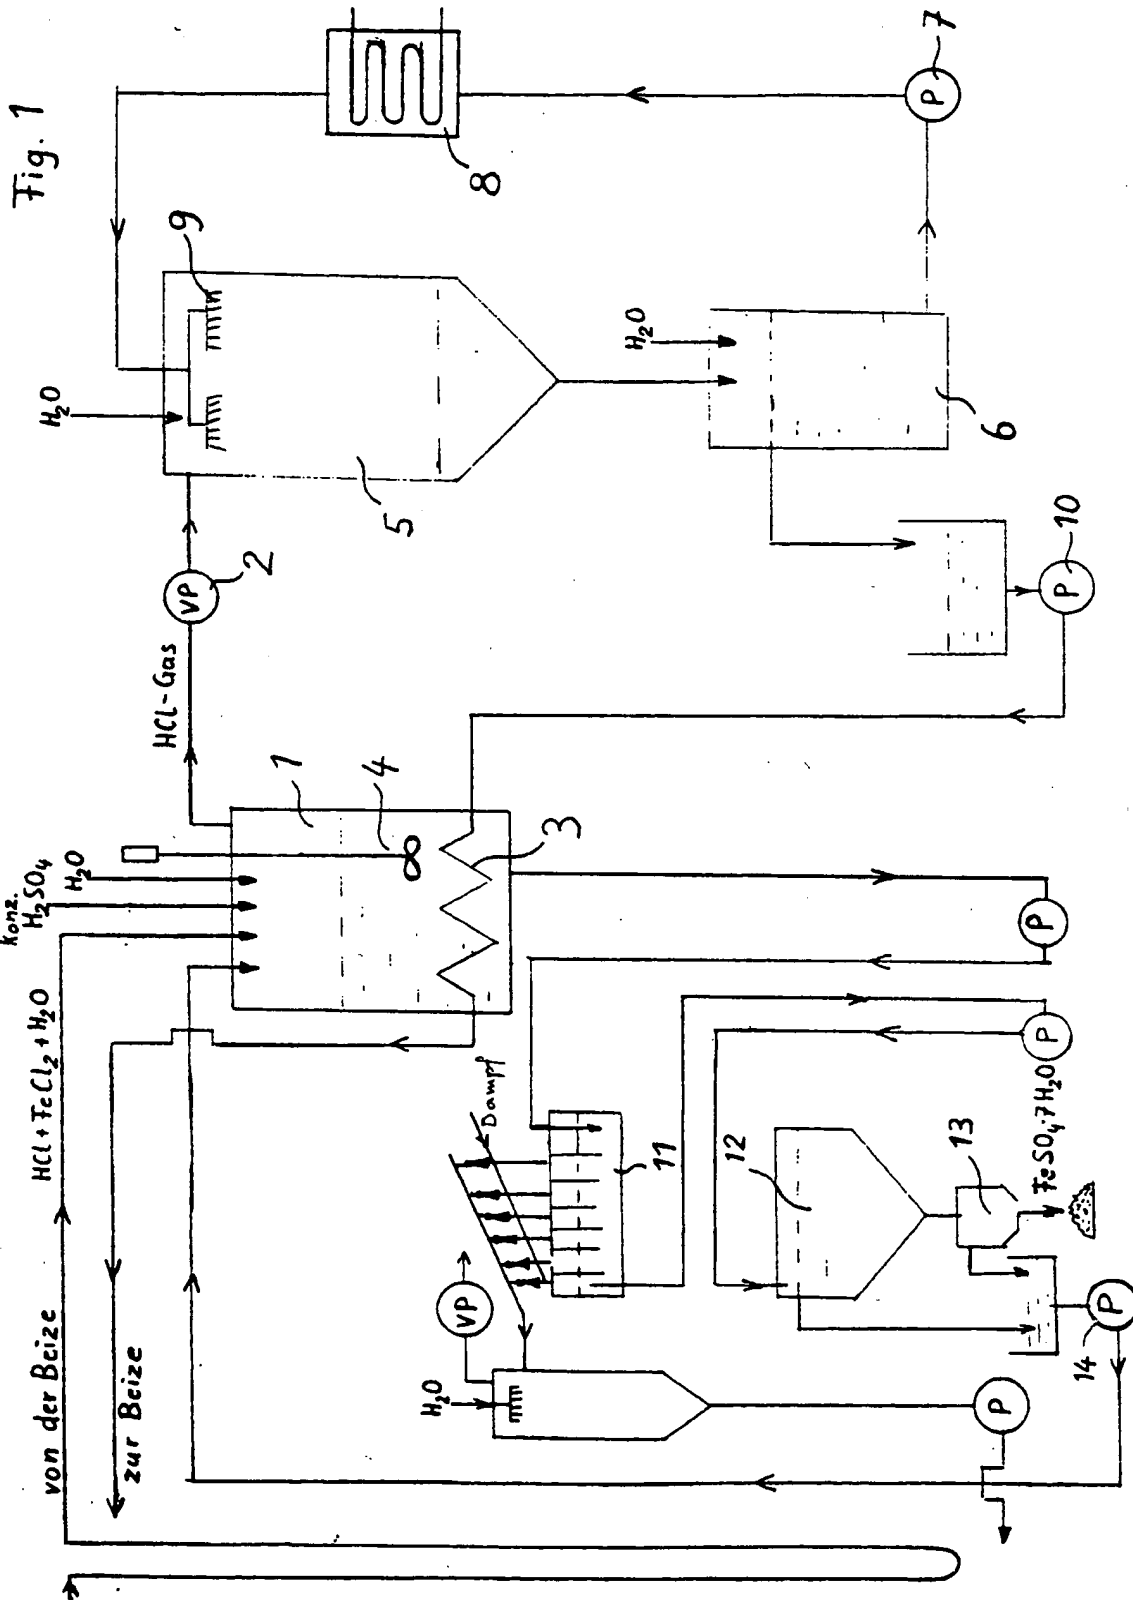 Fig. 1
von der Beize
HCl + FeCl₂ + H₂O
konz.
H₂SO₄
H₂O
zur Beize
HCl-Gas
VP
2
H₂O
9
5
8
7
P
H₂O
6
10
P
1
4
3
P
Dampf
11
P
VP
H₂O
12
13
FeSO₄·7H₂O
P
14
P